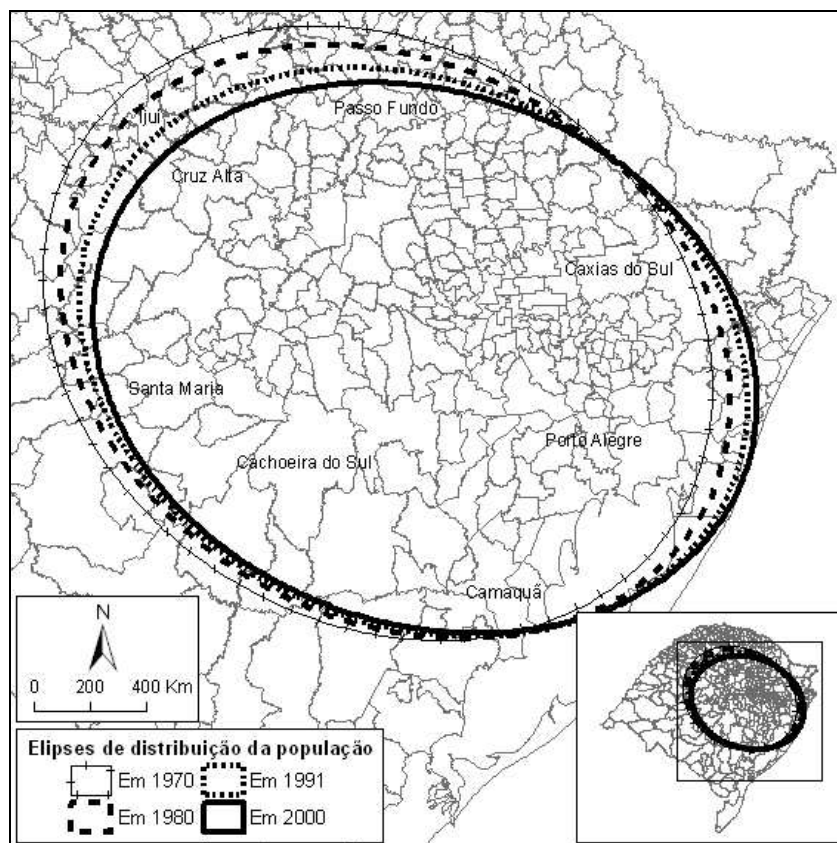 Ijuí
Passo Fundo
Cruz Alta
Caxias do Sul
Santa Maria
Porto Alegre
Cachoeira do Sul
Camaquã
N
0 200 400 Km
Elipses de distribuição da população
Em 1970 Em 1991
Em 1980 Em 2000